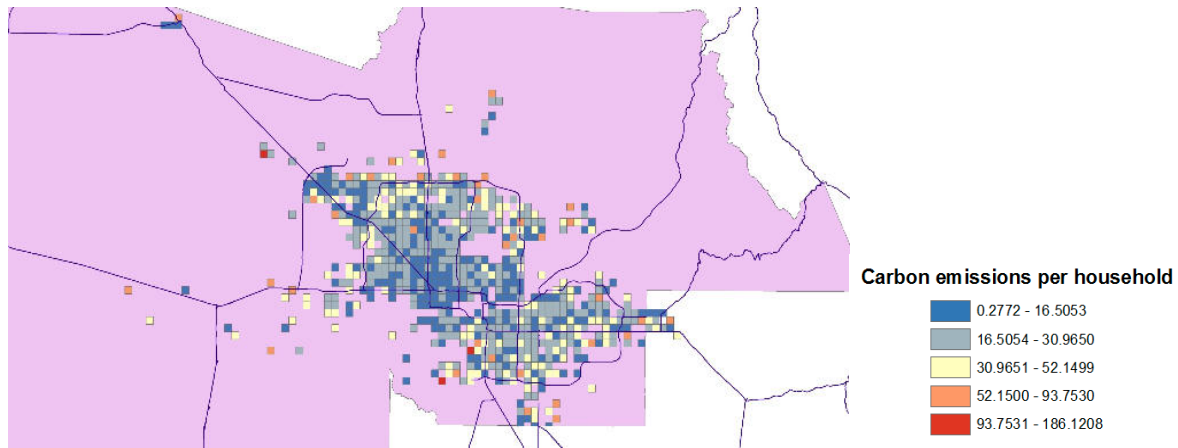 Carbon emissions per household
0.2772 - 16.5053
16.5054 - 30.9650
30.9651 - 52.1499
52.1500 - 93.7530
93.7531 - 186.1208